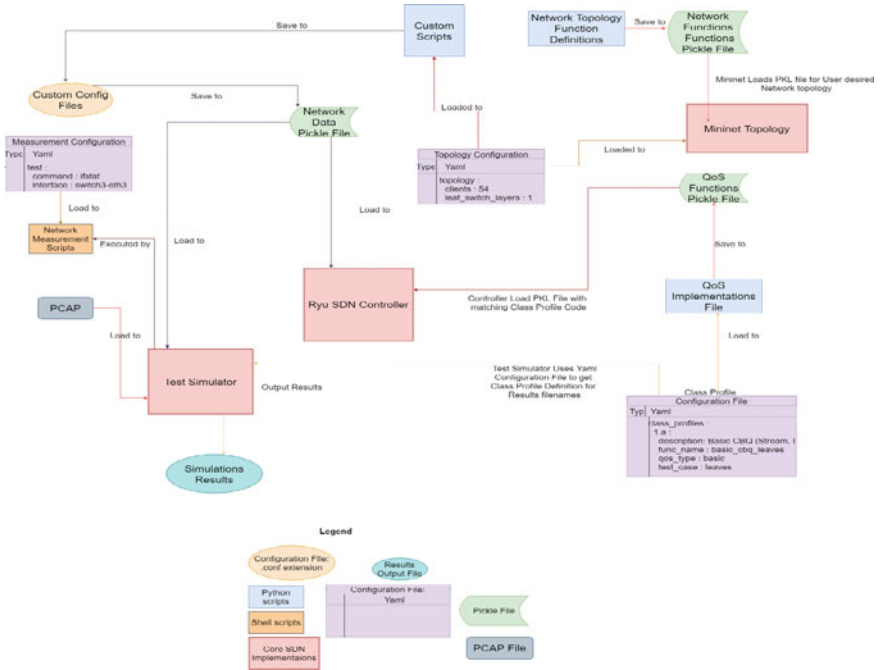 Save to
Custom
Scripts
Network Topology
Function
Definitions
Save to
Network
Functions
Functions
Pickle File
Custom Config
Files
Save to
Network
Data
Pickle File
Loaded to
Mininet Loads PKL file for User desired
Network topology
Mininet Topology
Measurement Configuration
Type
Yaml
test :
command : ifstat
interface : switch3-eth3
Topology Configuration
Type
Yaml
topology :
clients : 54
leaf_switch_layers : 1
Loaded to
QoS
Functions
Pickle File
Load to
Load to
Load to
Network
Measurement
Scripts
Executed by
Save to
Ryu SDN Controller
Controller Load PKL File with
matching Class Profile Code
QoS
Implementations
File
PCAP
Load to
Load to
Test Simulator
Output Results
Test Simulator Uses Yaml
Configuration File to get
Class Profile Definition for
Results filenames
Class Profile
Configuration File
Typ
Yaml
class_profiles :
1.a :
description: Basic CBQ (Stream, I
func_name : basic_cbq_leaves
qos_type : basic
test_case : leaves
Simulations
Results
Legend
Configuration File:
.conf extension
Results
Output File
Python
scripts
Configuration File:
Yaml
Pickle File
Shell scripts
Core SDN
Implementaions
PCAP File